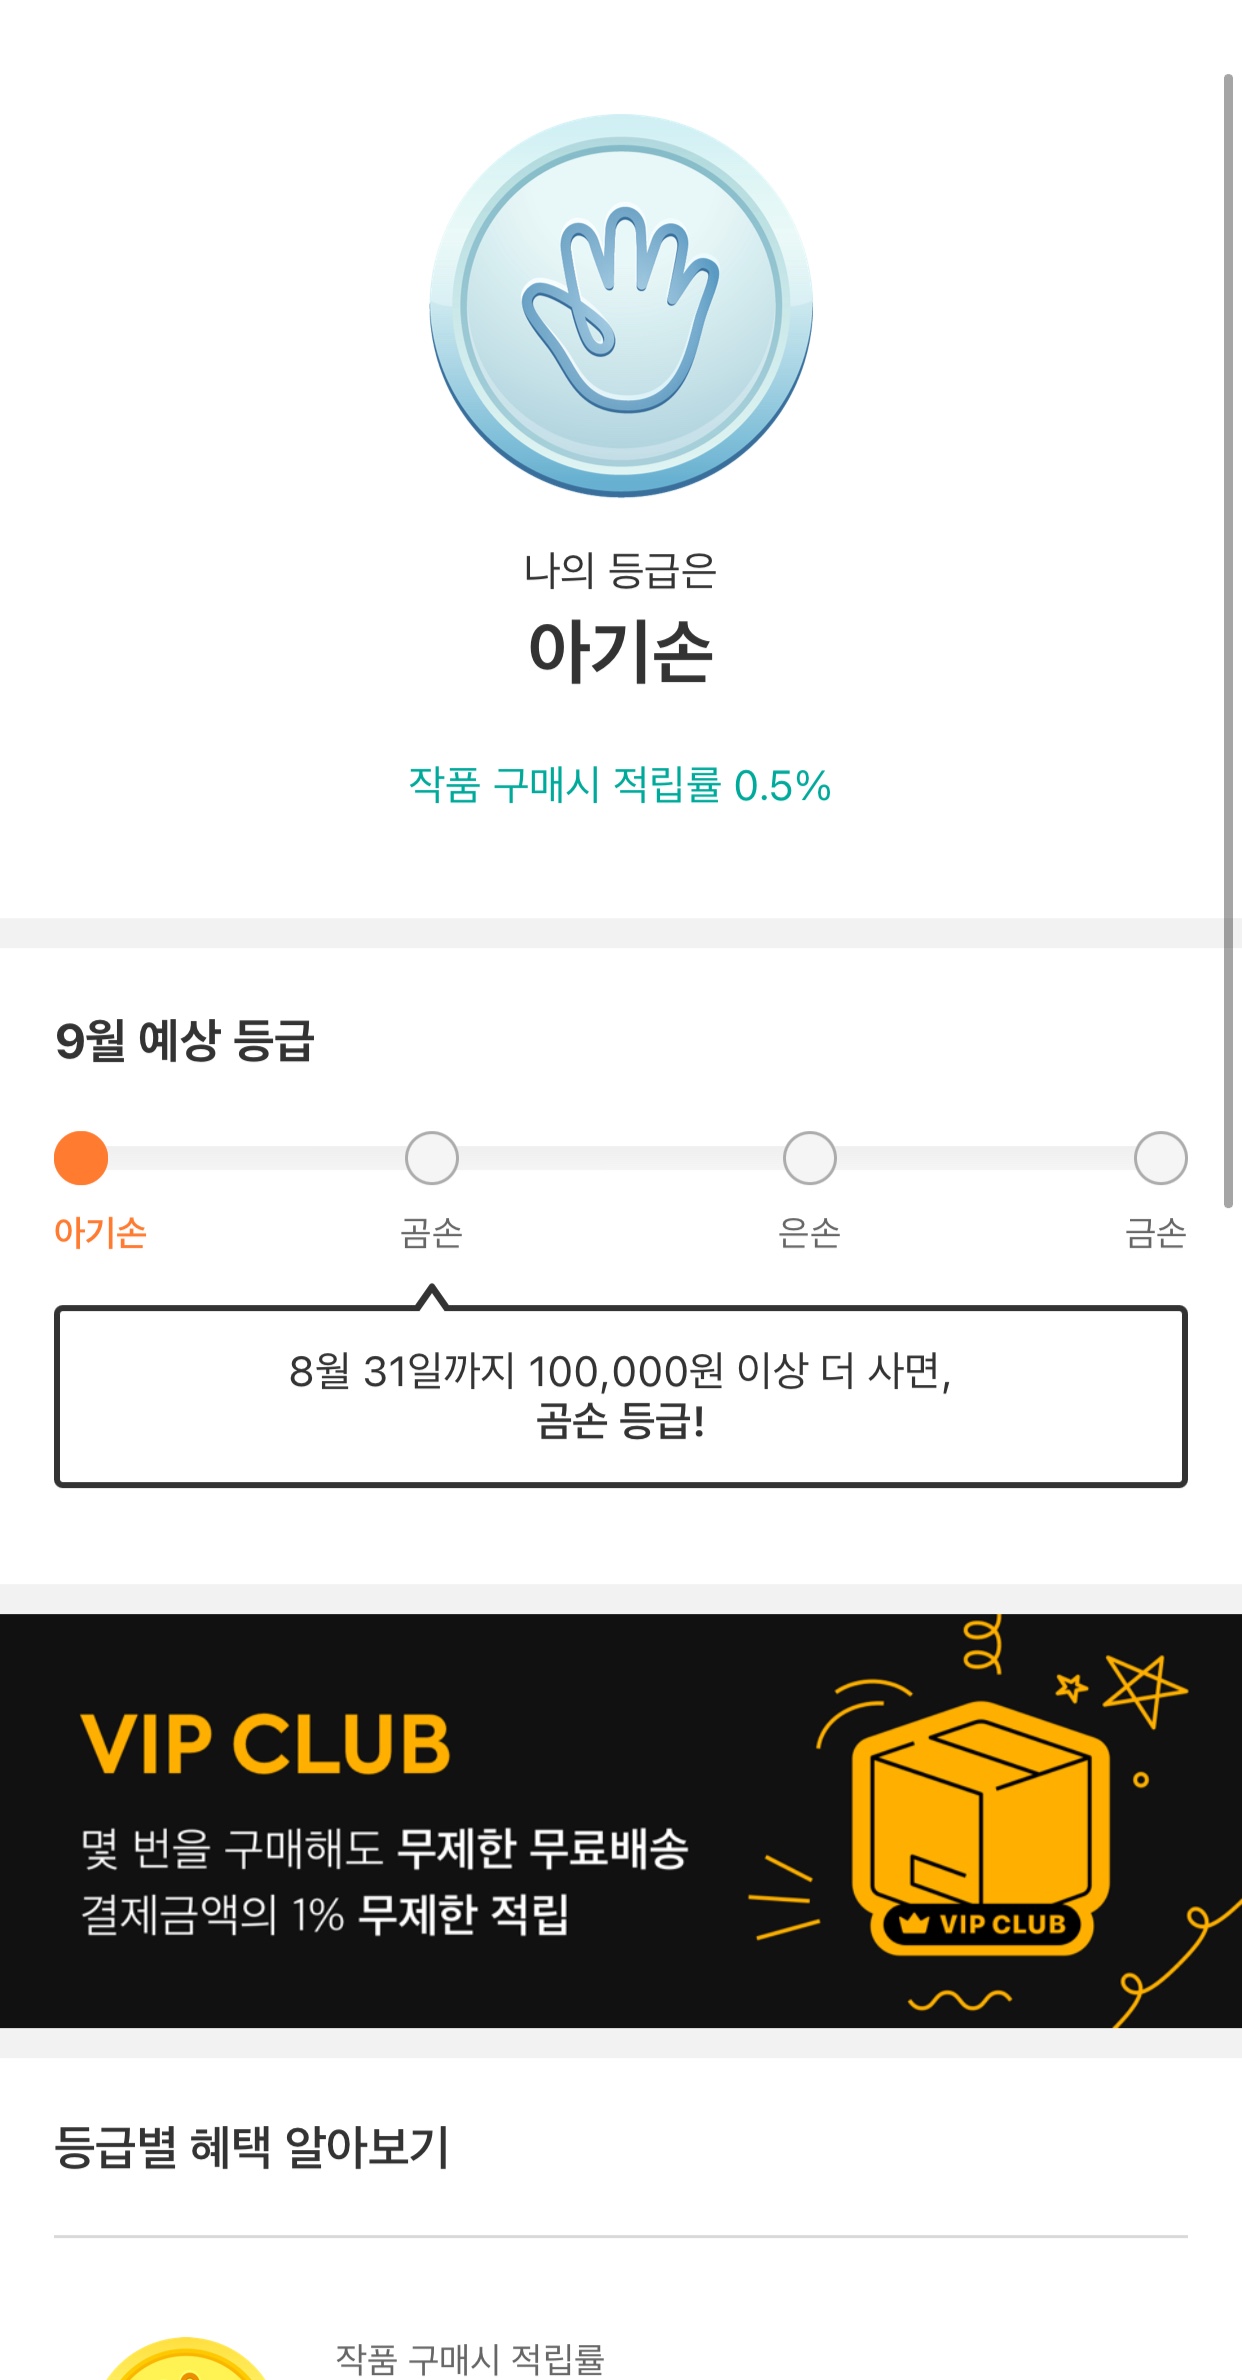 나의 등급은
아기손
작품 구매시 적립률 0.5%
9월 예상 등급
아기손
곰손
은손
금손
8월 31일까지 100,000원 이상 더 사면,
곰손 등급!
VIP CLUB
몇 번을 구매해도 무제한 무료배송
결제금액의 1% 무제한 적립
VIP CLUB
등급별 혜택 알아보기
작품 구매시 적립률